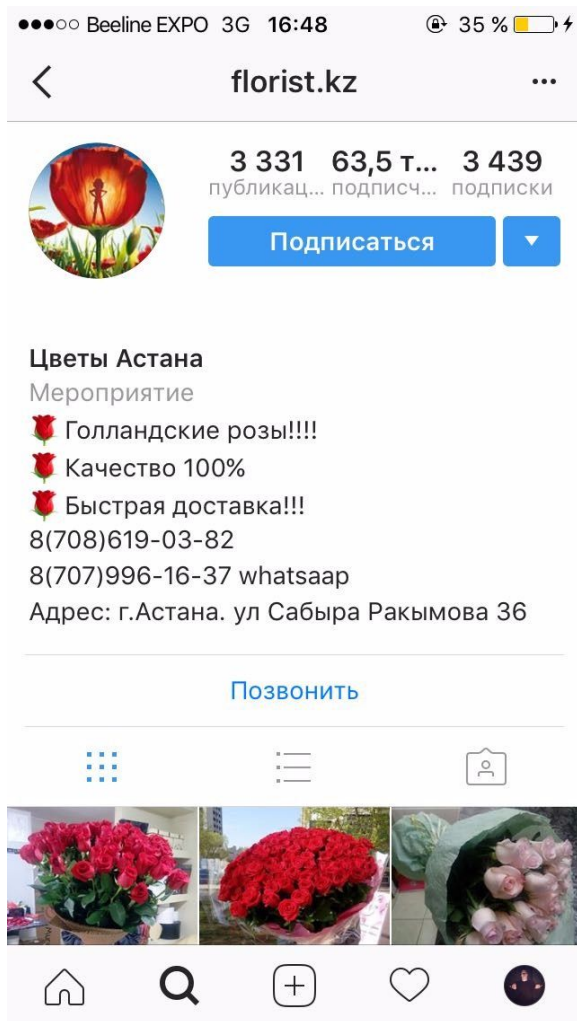 Beeline EXPO 3G 16:48 35 %
florist.kz
3 331 63,5 т... 3 439
публикац... подписч... подписки
Подписаться
Цветы Астана
Мероприятие
Голландские розы!!!!
Качество 100%
Быстрая доставка!!!
8(708)619-03-82
8(707)996-16-37 whatsaap
Адрес: г.Астана. ул Сабыра Ракымова 36
Позвонить